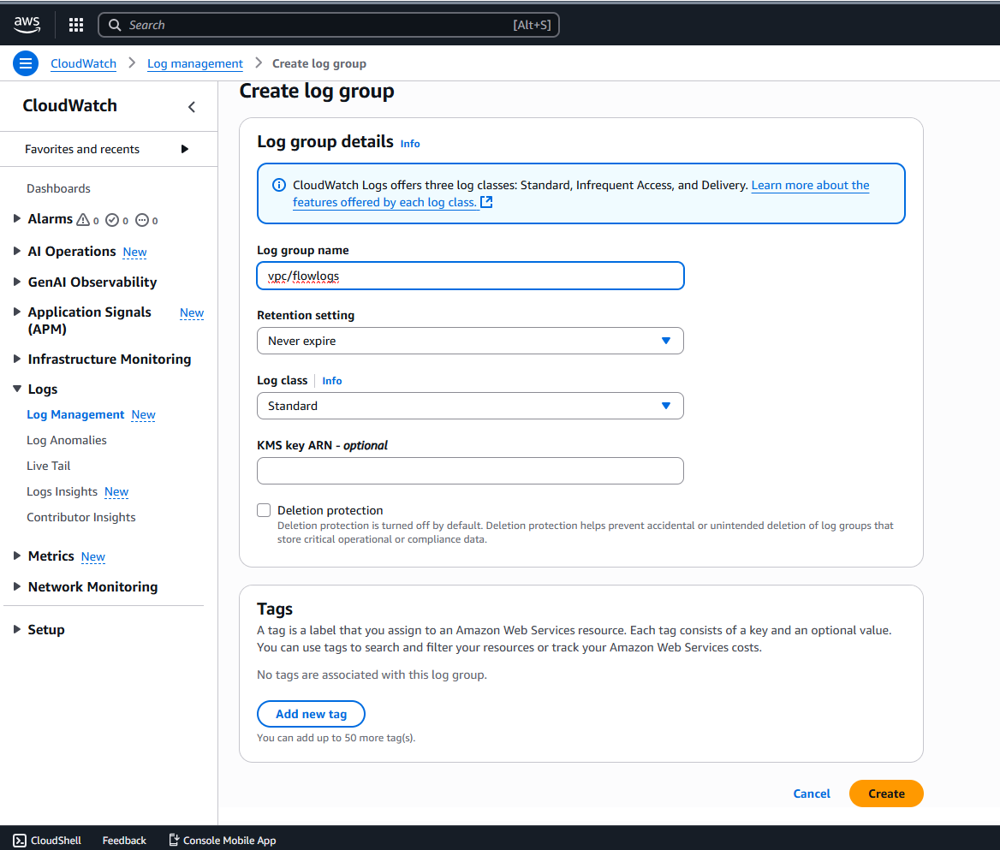 aws
Search [Alt+S]
CloudWatch > Log management > Create log group
CloudWatch
Favorites and recents
Dashboards
Alarms 0 0 0
AI Operations New
GenAI Observability
Application Signals New
(APM)
Infrastructure Monitoring
Logs
Log Management New
Log Anomalies
Live Tail
Logs Insights New
Contributor Insights
Metrics New
Network Monitoring
Setup
Create log group
Log group details Info
CloudWatch Logs offers three log classes: Standard, Infrequent Access, and Delivery. Learn more about the
features offered by each log class.
Log group name
vpc/flowlogs
Retention setting
Never expire
Log class Info
Standard
KMS key ARN - optional
Deletion protection
Deletion protection is turned off by default. Deletion protection helps prevent accidental or unintended deletion of log groups that
store critical operational or compliance data.
Tags
A tag is a label that you assign to an Amazon Web Services resource. Each tag consists of a key and an optional value.
You can use tags to search and filter your resources or track your Amazon Web Services costs.
No tags are associated with this log group.
Add new tag
You can add up to 50 more tag(s).
Cancel Create
CloudShell Feedback Console Mobile App